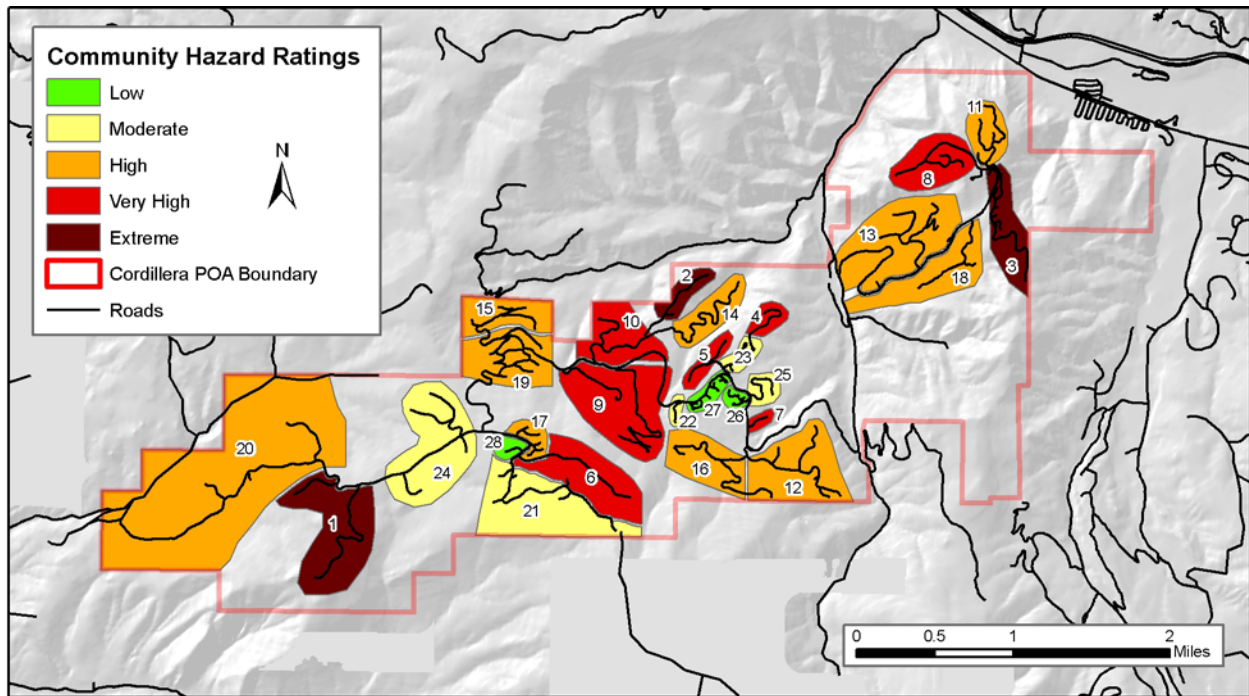 Community Hazard Ratings
Low
Moderate
High
Very High
Extreme
Cordillera POA Boundary
Roads
N
11
8
13
3
18
2
15
10
14
4
5
23
19
25
9
27
26
22
7
17
28
20
24
6
16
12
21
1
0 0.5 1 2
Miles